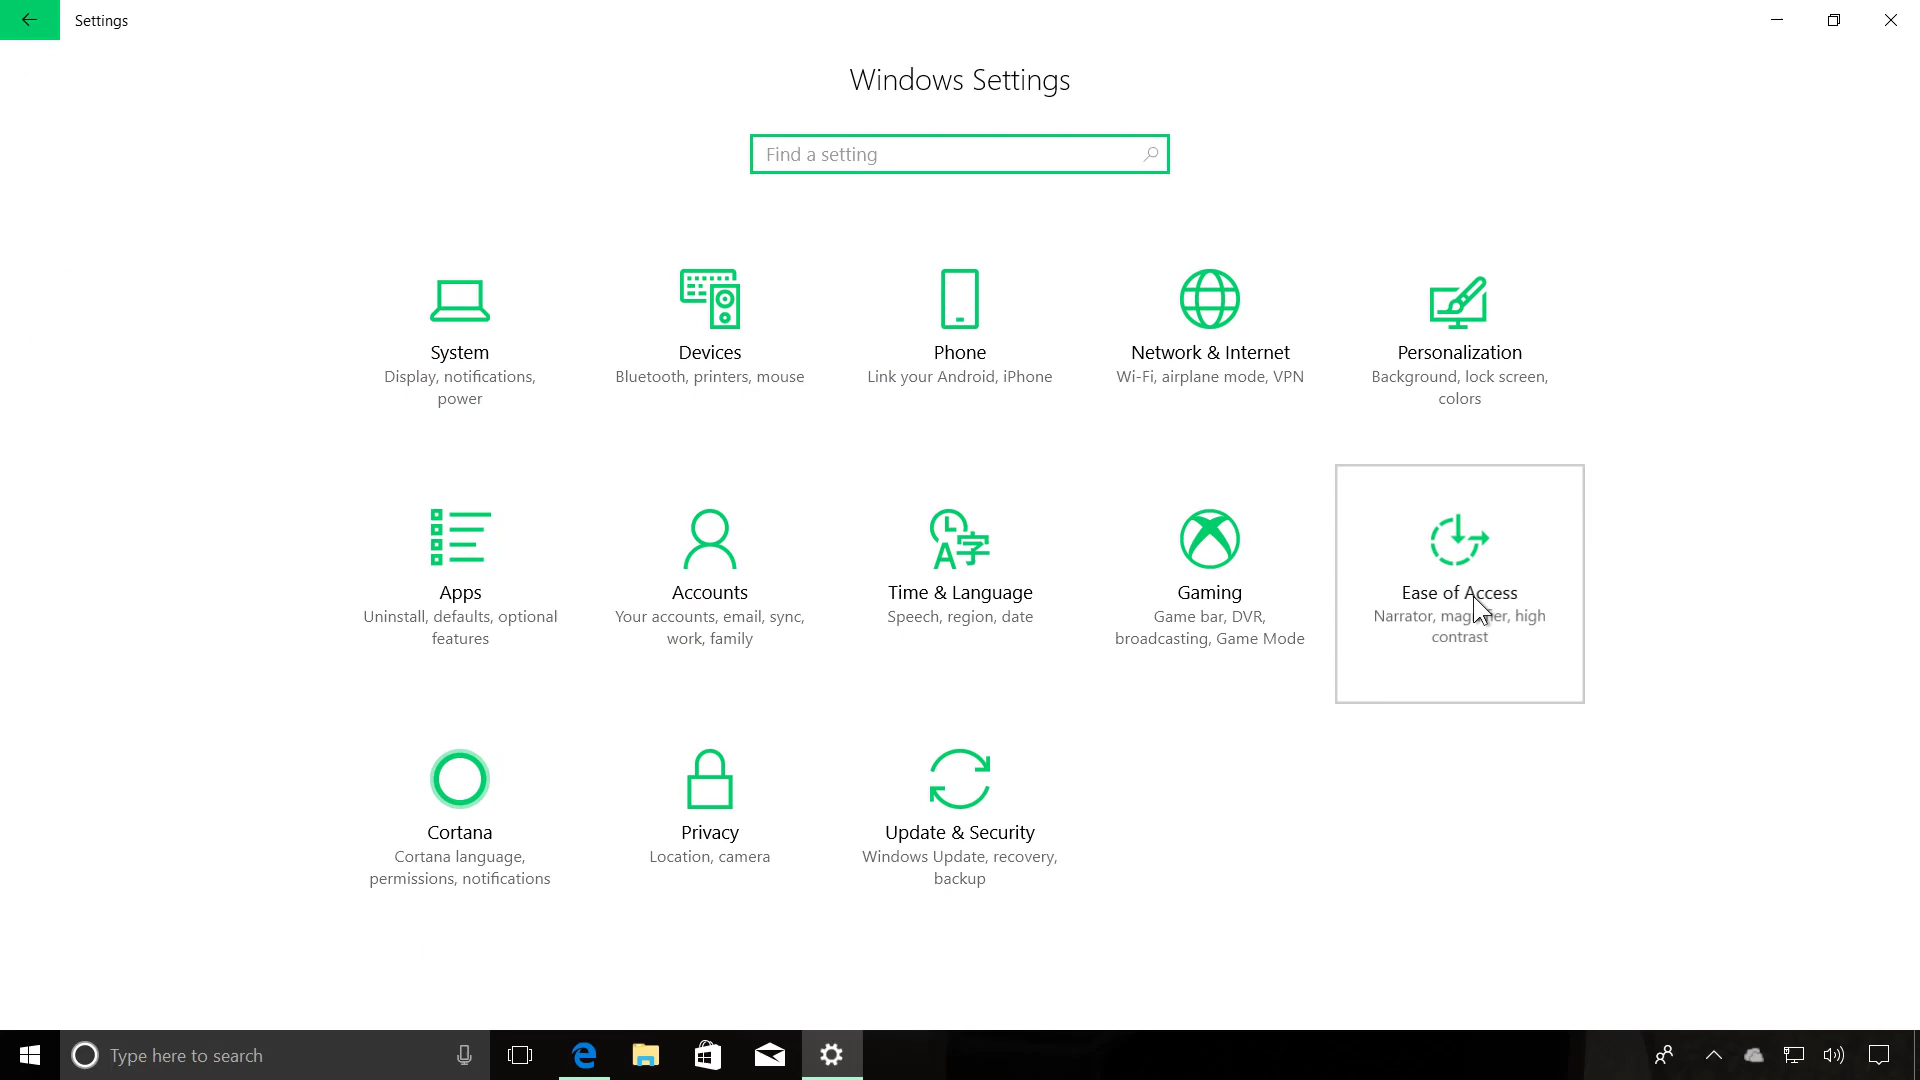 Settings
Windows Settings
Find a setting
System
Display, notifications,
power
Devices
Bluetooth, printers, mouse
Phone
Link your Android, iPhone
Network & Internet
Wi-Fi, airplane mode, VPN
Personalization
Background, lock screen,
colors
Apps
Uninstall, defaults, optional
features
Accounts
Your accounts, email, sync,
work, family
Time & Language
Speech, region, date
Gaming
Game bar, DVR,
broadcasting, Game Mode
Ease of Access
Narrator, magnifier, high
contrast
Cortana
Cortana language,
permissions, notifications
Privacy
Location, camera
Update & Security
Windows Update, recovery,
backup
Type here to search